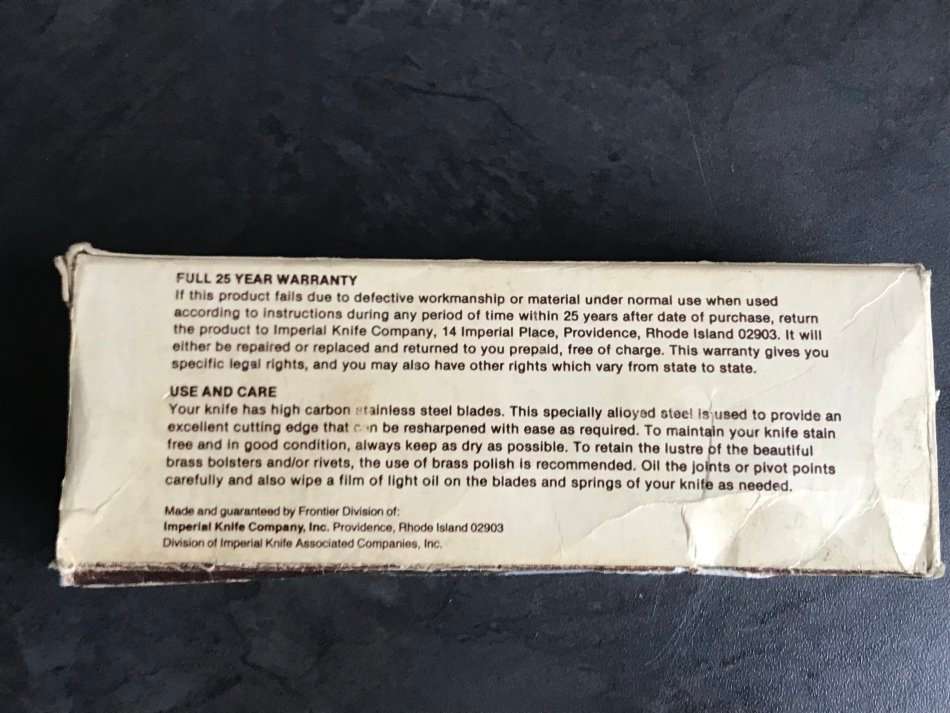 FULL 25 YEAR WARRANTY
If this product fails due to defective workmanship or material under normal use when used
according to instructions during any period of time within 25 years after date of purchase, return
the product to Imperial Knife Company, 14 Imperial Place, Providence, Rhode Island 02903. It will
either be repaired or replaced and returned to you prepaid, free of charge. This warranty gives you
specific legal rights, and you may also have other rights which vary from state to state.
USE AND CARE
Your knife has high carbon stainless steel blades. This specially alloyed steel is used to provide an
excellent cutting edge that can be resharpened with ease as required. To maintain your knife stain
free and in good condition, always keep as dry as possible. To retain the lustre of the beautiful
brass bolsters and/or rivets, the use of brass polish is recommended. Oil the joints or pivot points
carefully and also wipe a film of light oil on the blades and springs of your knife as needed.
Made and guaranteed by Frontier Division of:
Imperial Knife Company, Inc. Providence, Rhode Island 02903
Division of Imperial Knife Associated Companies, Inc.